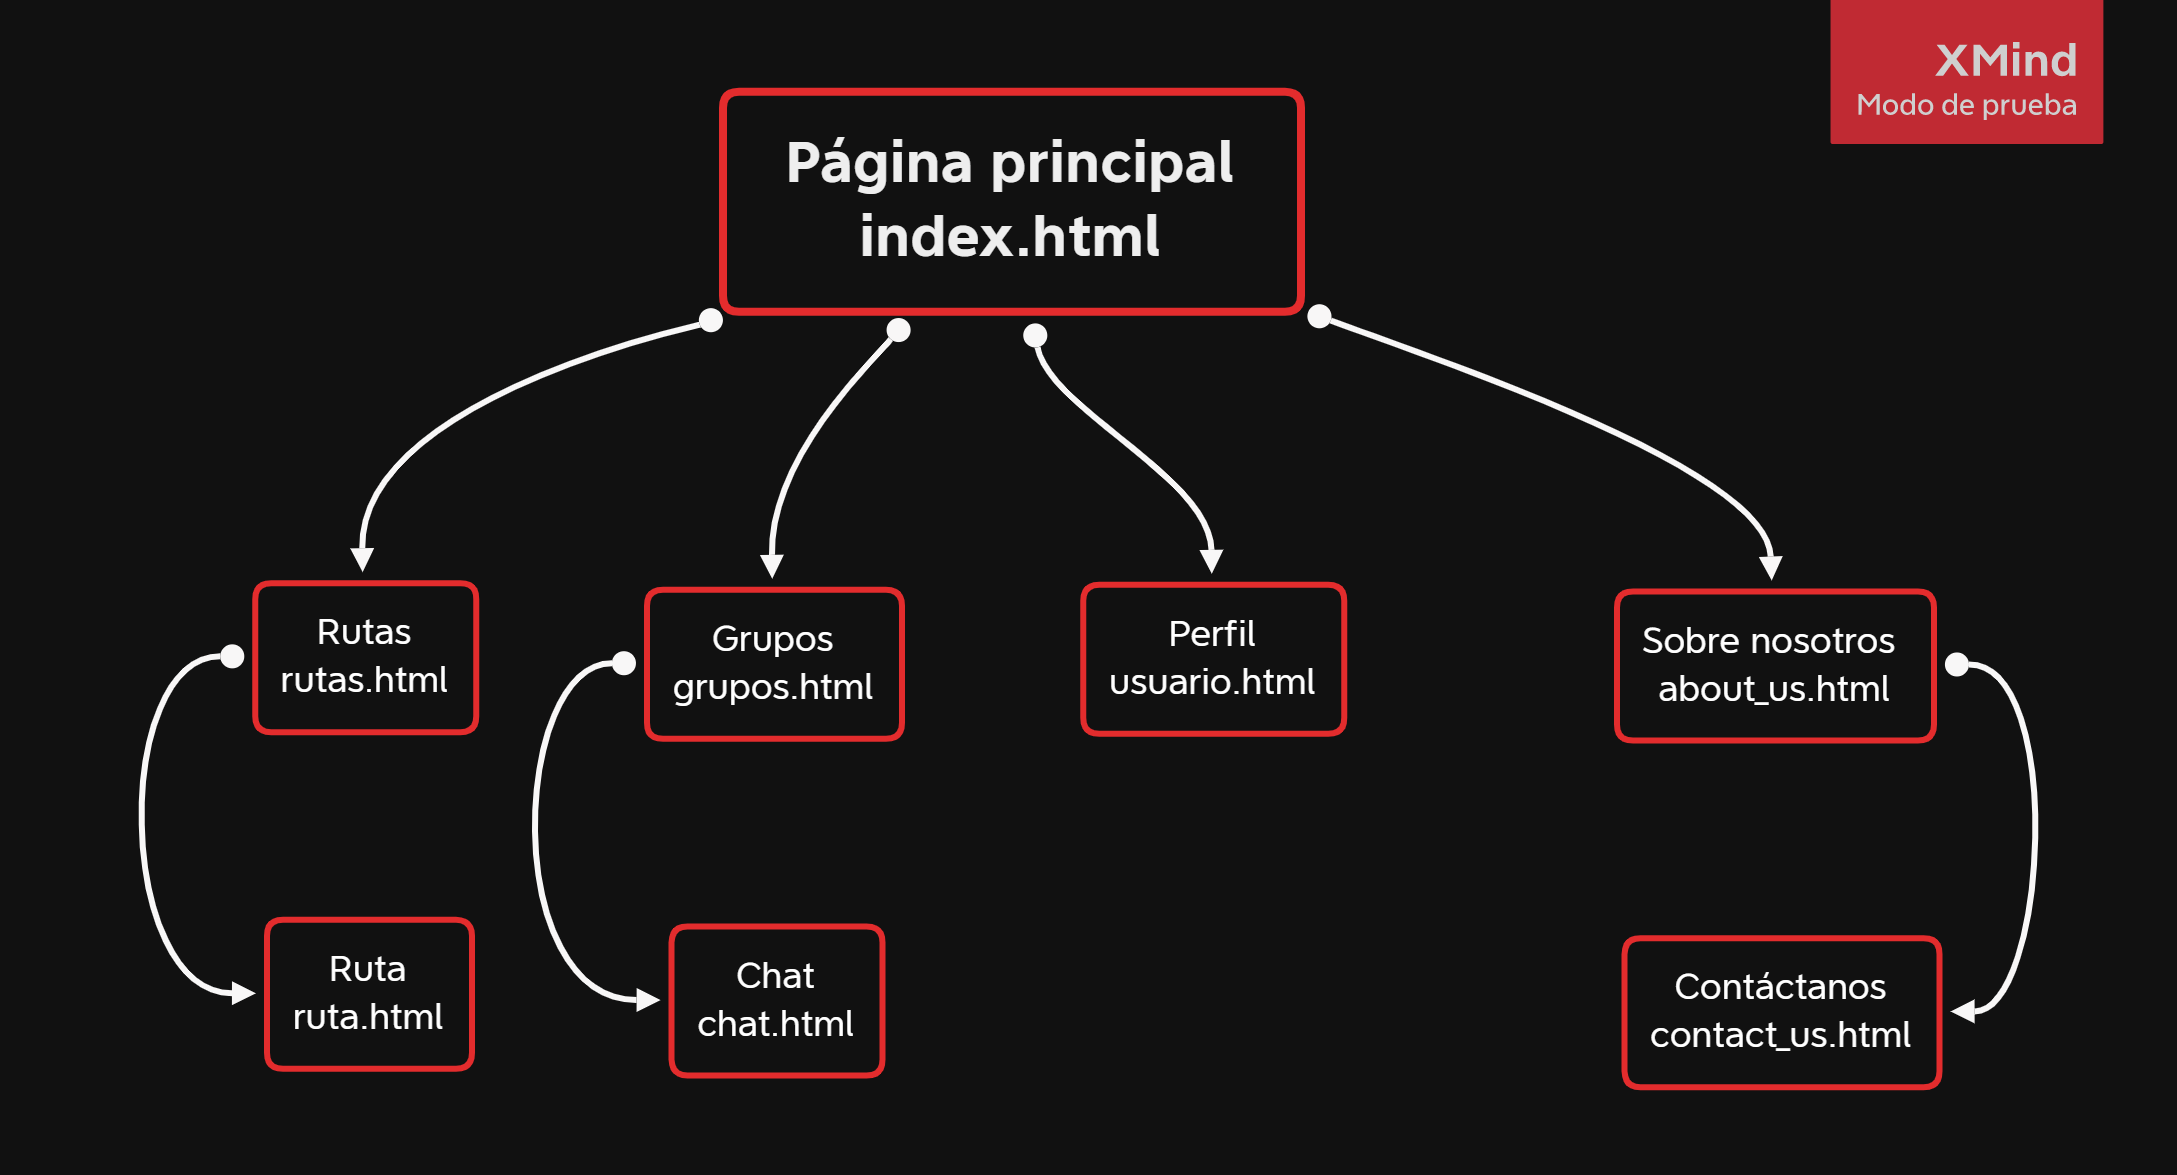 XMind
Modo de prueba
Página principal
index.html
Rutas
rutas.html
Grupos
grupos.html
Perfil
usuario.html
Sobre nosotros
about_us.html
Ruta
ruta.html
Chat
chat.html
Contáctanos
contact_us.html